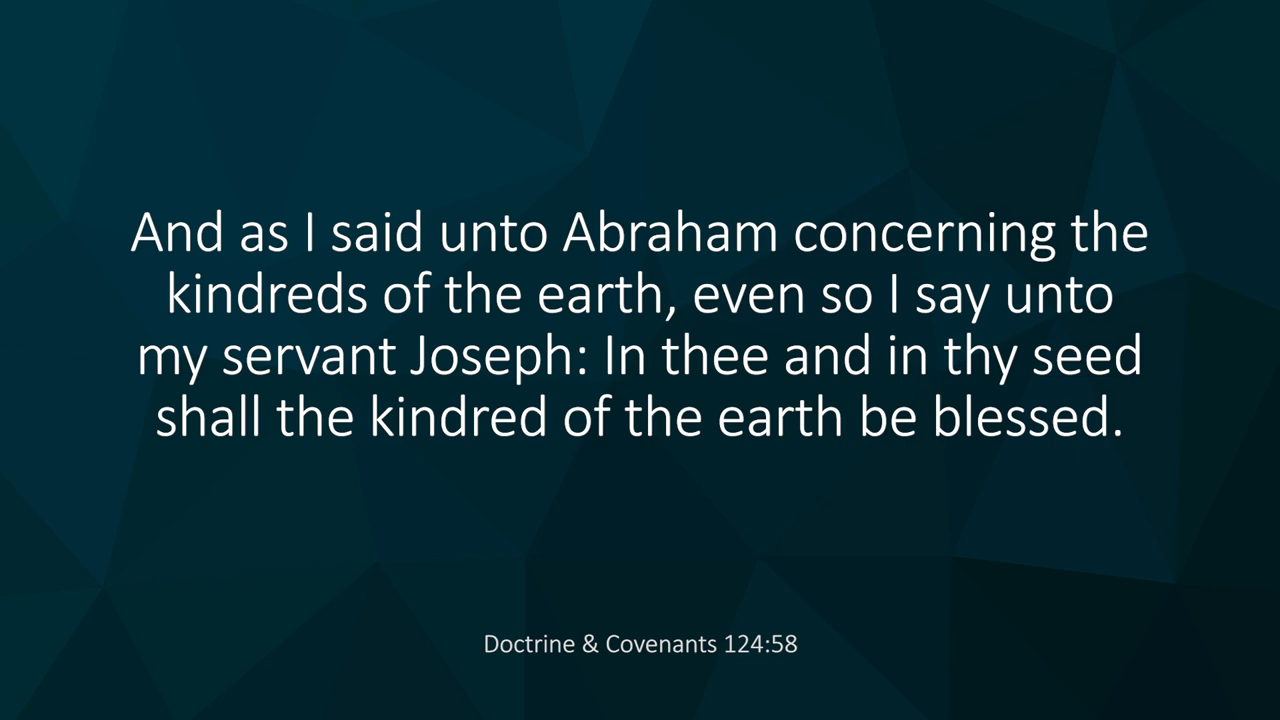 And as I said unto Abraham concerning the
kindreds of the earth, even so I say unto
my servant Joseph: In thee and in thy seed
shall the kindred of the earth be blessed.
Doctrine & Covenants 124:58